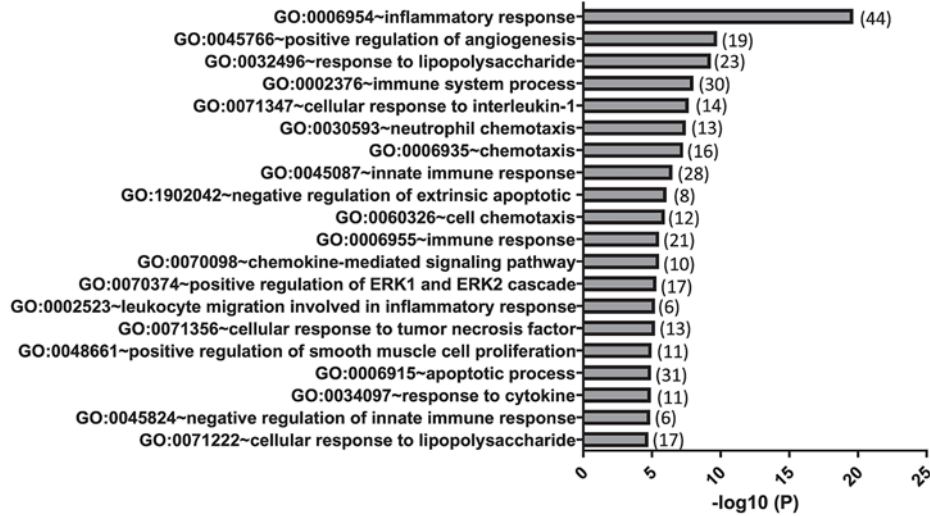 GO:0006954~inflammatory response (44)
GO:0045766~positive regulation of angiogenesis (19)
GO:0032496~response to lipopolysaccharide (23)
GO:0002376~immune system process (30)
GO:0071347~cellular response to interleukin-1 (14)
GO:0030593~neutrophil chemotaxis (13)
GO:0006935~chemotaxis (16)
GO:0045087~innate immune response (28)
GO:1902042~negative regulation of extrinsic apoptotic (8)
GO:0060326~cell chemotaxis (12)
GO:0006955~immune response (21)
GO:0070098~chemokine-mediated signaling pathway (10)
GO:0070374~positive regulation of ERK1 and ERK2 cascade (17)
GO:0002523~leukocyte migration involved in inflammatory response (6)
GO:0071356~cellular response to tumor necrosis factor (13)
GO:0048661~positive regulation of smooth muscle cell proliferation (11)
GO:0006915~apoptotic process (31)
GO:0034097~response to cytokine (11)
GO:0045824~negative regulation of innate immune response (6)
GO:0071222~cellular response to lipopolysaccharide (17)
0 5 10 15 20 25
-log10 (P)